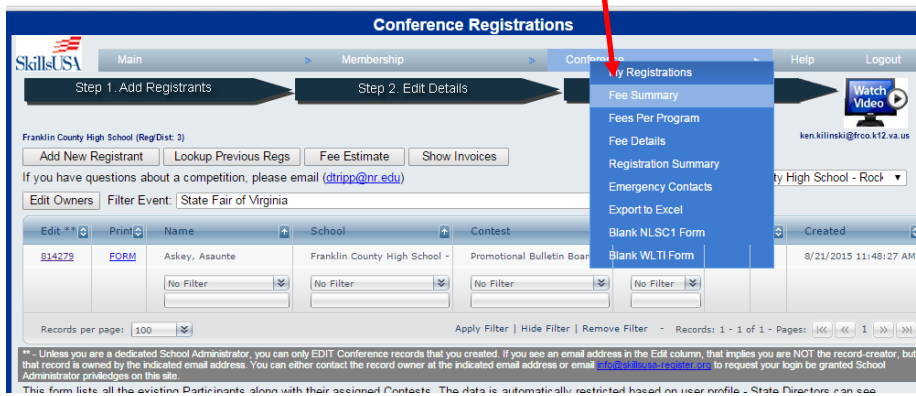 Conference Registrations
SkillsUSA
Main
Membership
Conference
Help
Logout
Step 1. Add Registrants
Step 2. Edit Details
My Registrations
Fee Summary
Fees Per Program
Fee Details
Registration Summary
Emergency Contacts
Export to Excel
Blank NLSC1 Form
Blank WLTI Form
Watch
Video
Franklin County High School (Reg/Dist: 3)
ken.kilinski@frco.k12.va.us
Add New Registrant
Lookup Previous Regs
Fee Estimate
Show Invoices
If you have questions about a competition, please email (dtripp@nr.edu)
ty High School - Rock
Edit Owners
Filter Event:
State Fair of Virginia
Edit **
Print
Name
School
Contest
Created
814279
FORM
Askey, Asaunte
Franklin County High School -
Promotional Bulletin Boar
8/21/2015 11:48:27 AM
No Filter
No Filter
No Filter
No Filter
Records per page: 100
Apply Filter | Hide Filter | Remove Filter - Records: 1 - 1 of 1 - Pages: 1
** - Unless you are a dedicated School Administrator, you can only EDIT Conference records that you created. If you see an email address in the Edit column, that implies you are NOT the record-creator, but
that record is owned by the indicated email address. You can either contact the record owner at the indicated email address or email info@skillsusa-register.org to request your login be granted School
Administrator priviledges on this site.
This form lists all the existing Participants along with their assigned Contests. The data is automatically restricted based on user profile - State Directors can see